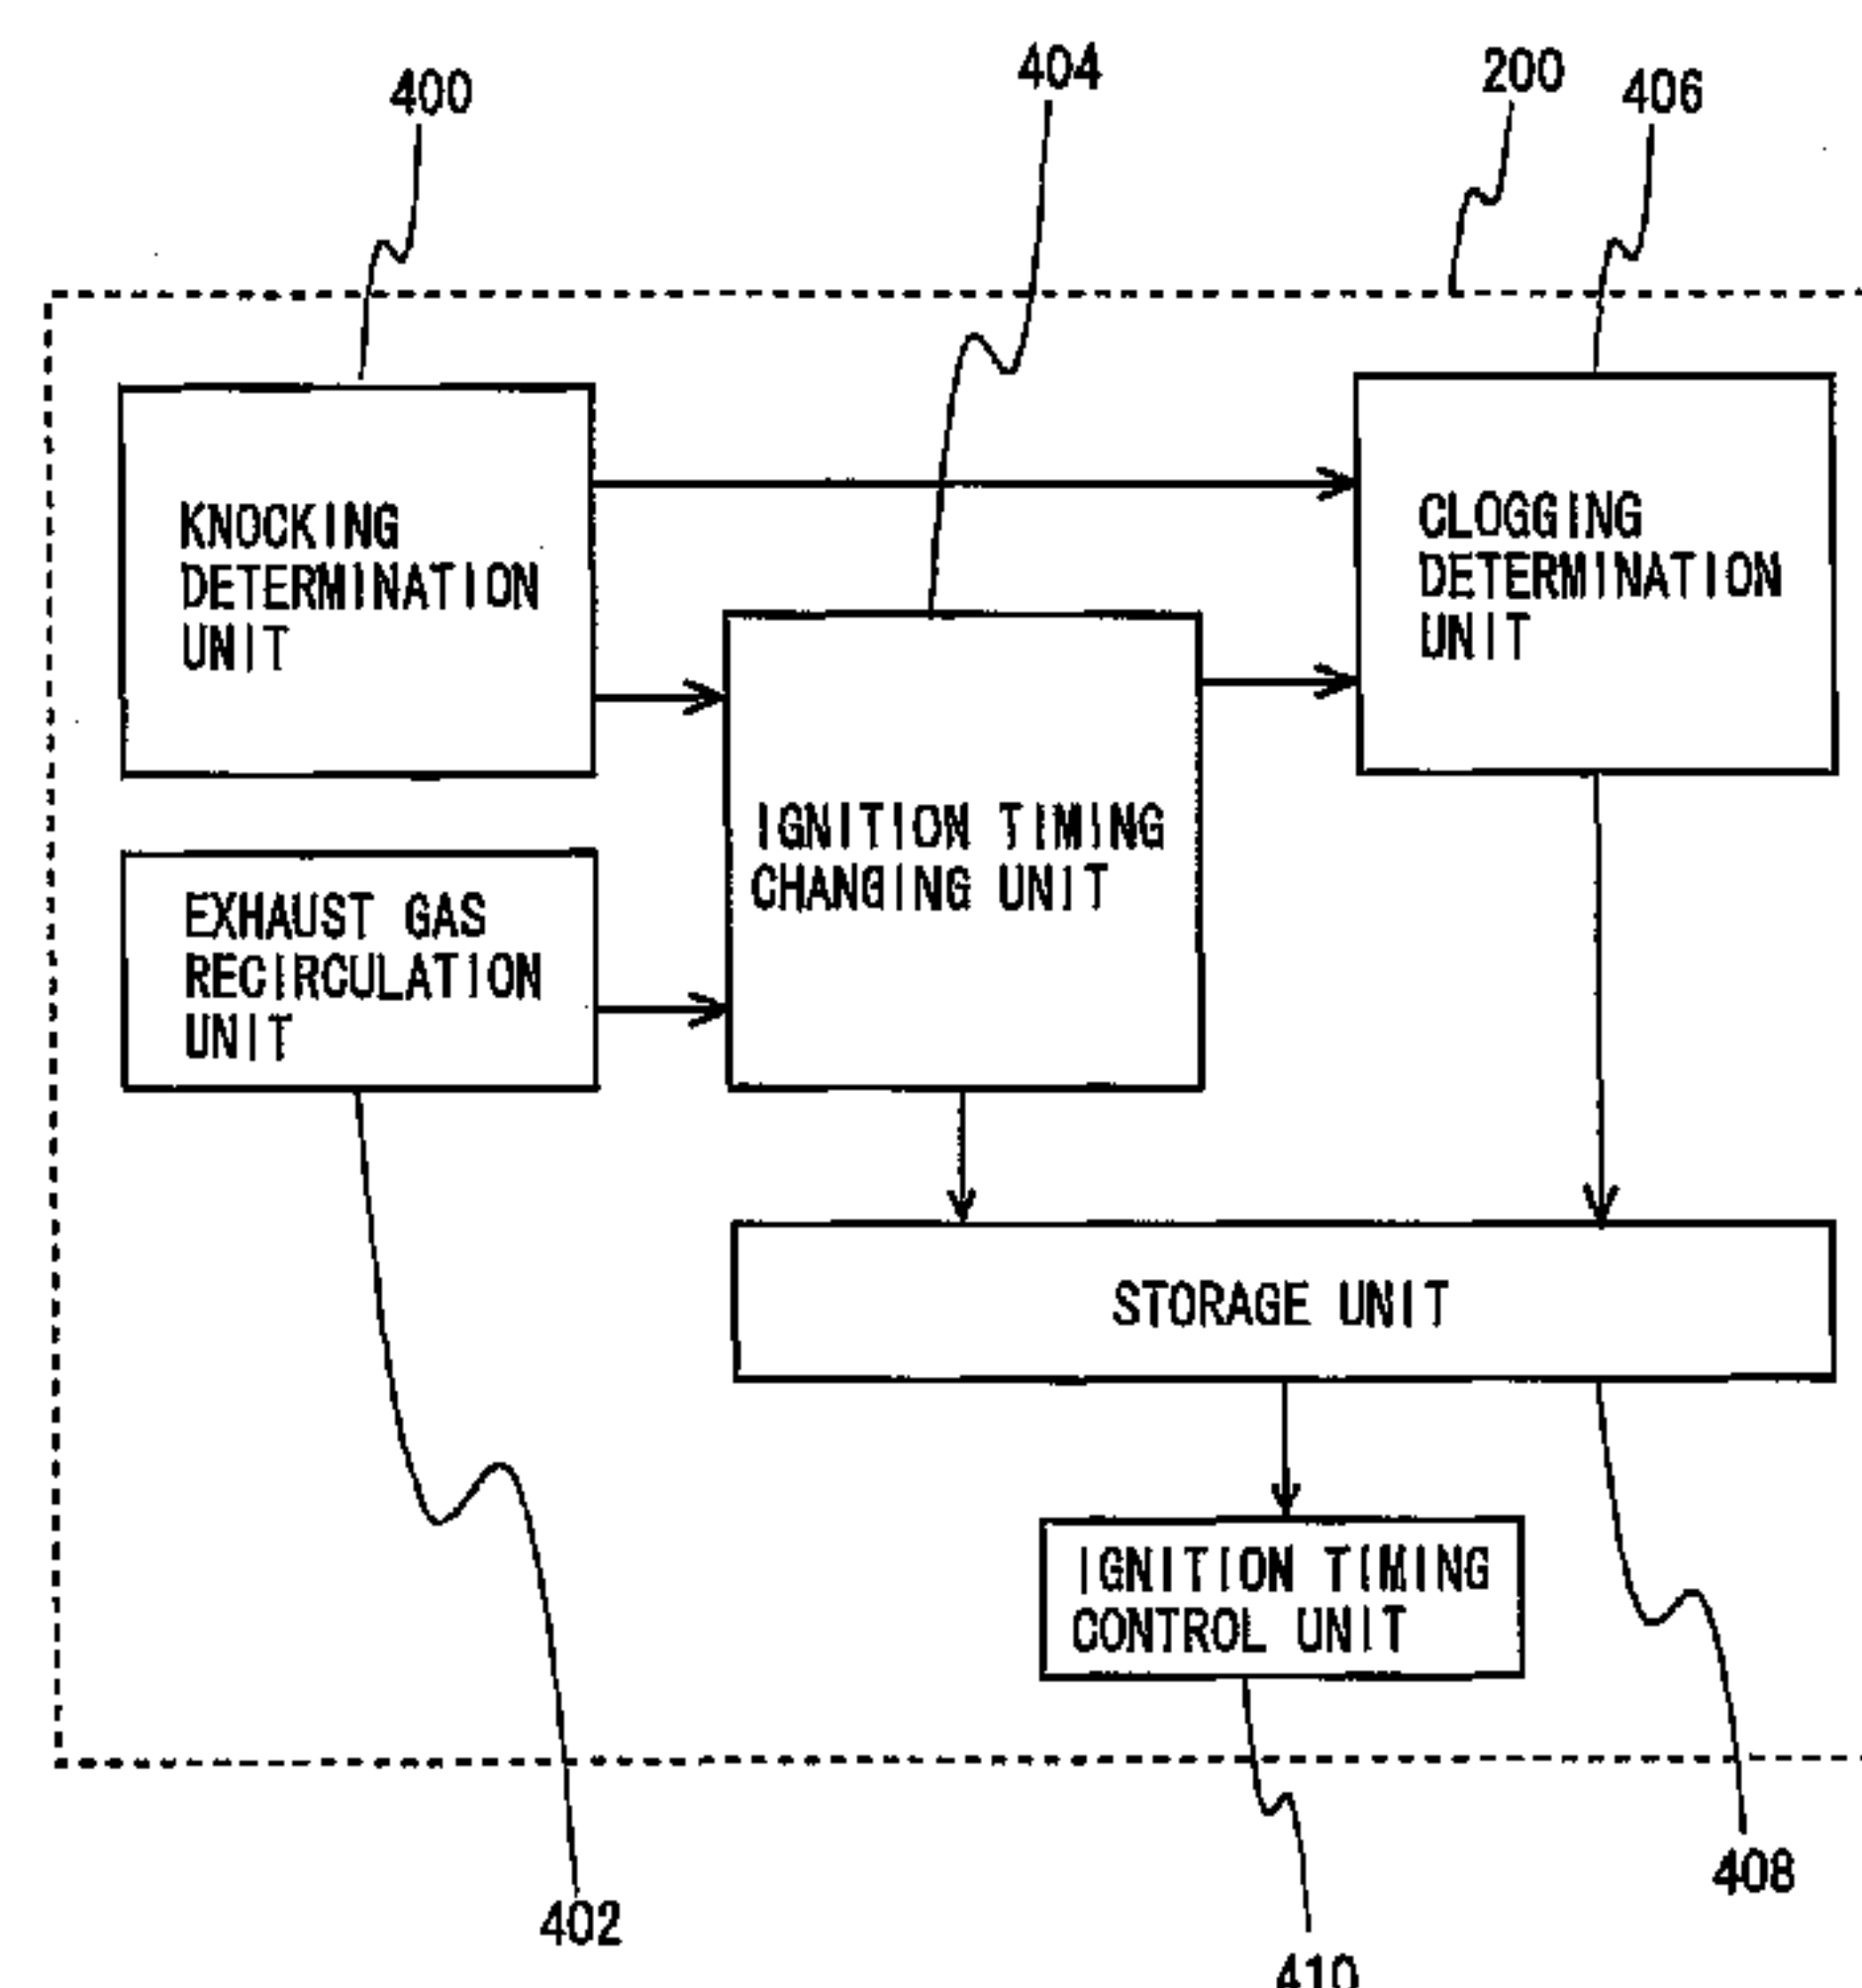 404
200
400
406
KNOCKING
DETERMINATION
UNIT
CLOGGING
DETERMINATION
UNIT
IGNITION TIMING
CHANGING UNIT
EXHAUST GAS
RECIRCULATION
UNIT
STORAGE UNIT
IGNITION TIMING
CONTROL UNIT
408
402
410